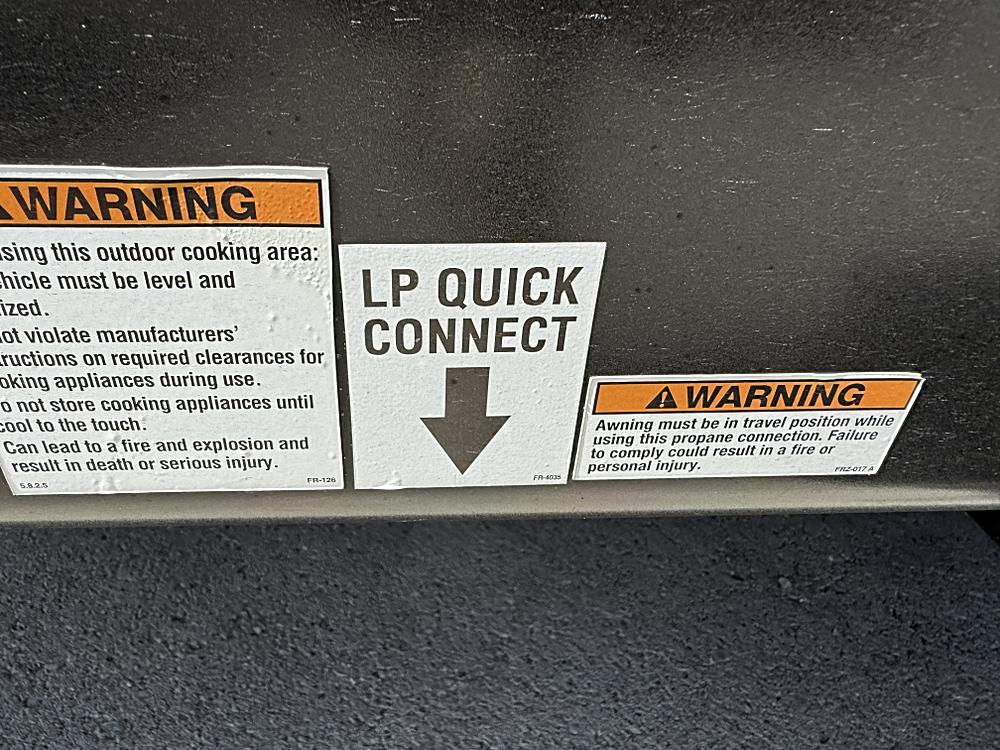 WARNING
sing this outdoor cooking area:
hicle must be level and
ized.
ot violate manufacturers'
ructions on required clearances for
oking appliances during use.
o not store cooking appliances until
cool to the touch.
Can lead to a fire and explosion and
result in death or serious injury.
5.8.2.5 FR-126
LP QUICK
CONNECT
FR-4035
WARNING
Awning must be in travel position while
using this propane connection. Failure
to comply could result in a fire or
personal injury.
FRZ-017 A